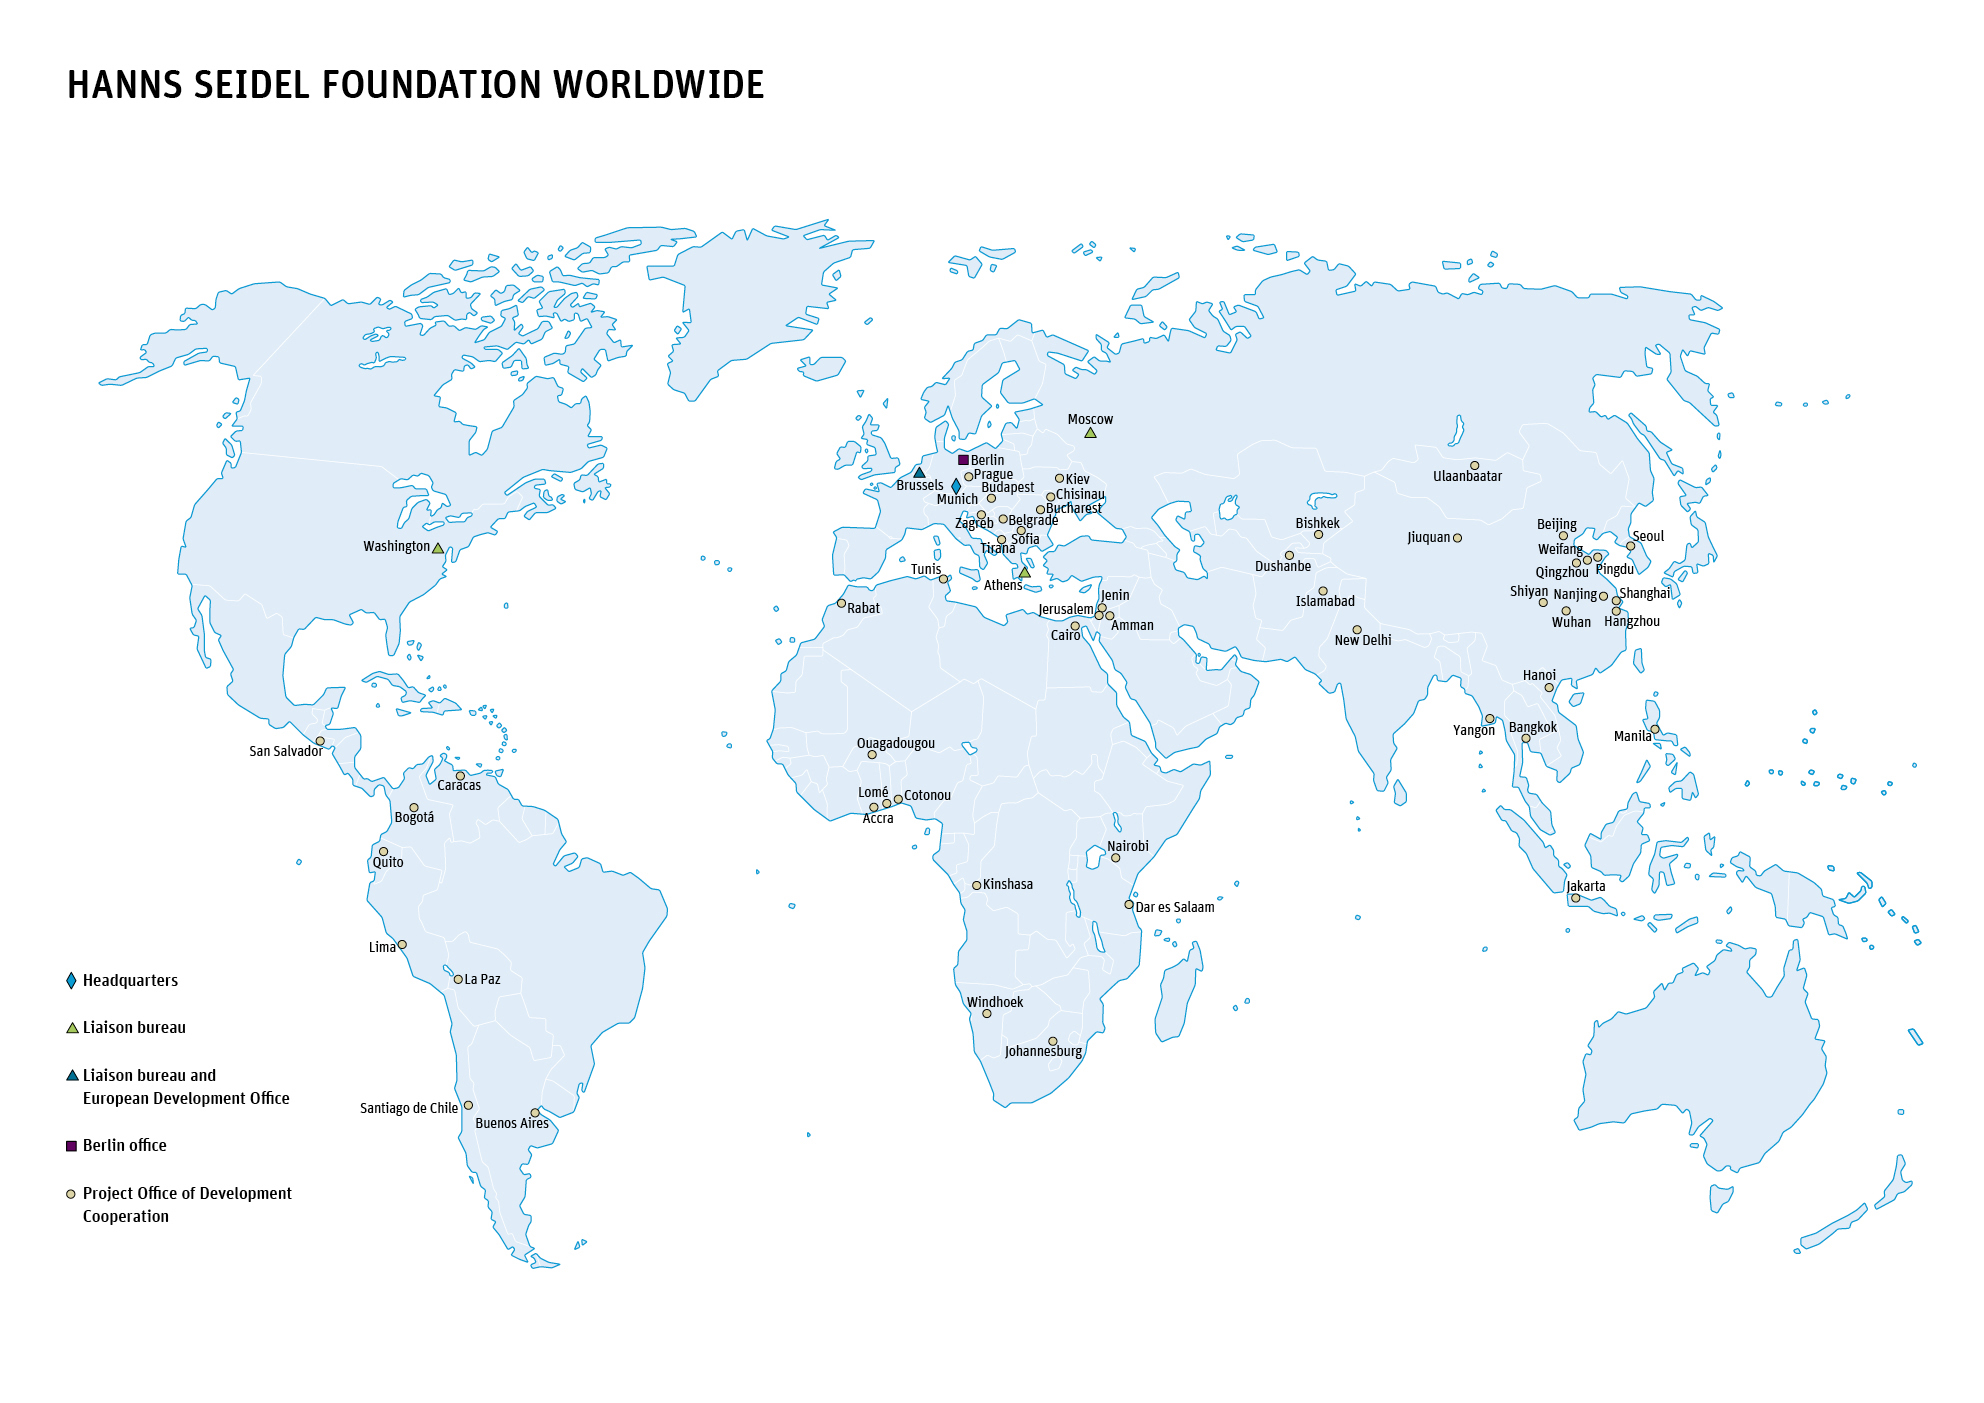 HANNS SEIDEL FOUNDATION WORLDWIDE
Moscow
Berlin
Prague
Brussels
Munich
Budapest
Kiev
Chisinau
Bucharest
Zagreb
Belgrade
Sofia
Tirana
Athens
Washington
Tunis
Rabat
Jenin
Jerusalem
Amman
Cairo
Ulaanbaatar
Bishkek
Dushanbe
Islamabad
New Delhi
Jiuquan
Beijing
Seoul
Weifang
Qingzhou
Pingdu
Shiyan
Nanjing
Shanghai
Wuhan
Hangzhou
Hanoi
Yangon
Bangkok
Manila
Jakarta
San Salvador
Caracas
Bogotá
Quito
Lima
La Paz
Santiago de Chile
Buenos Aires
Ouagadougou
Lomé
Cotonou
Accra
Nairobi
Kinshasa
Dar es Salaam
Windhoek
Johannesburg
Headquarters
Liaison bureau
Liaison bureau and
European Development Office
Berlin office
Project Office of Development
Cooperation